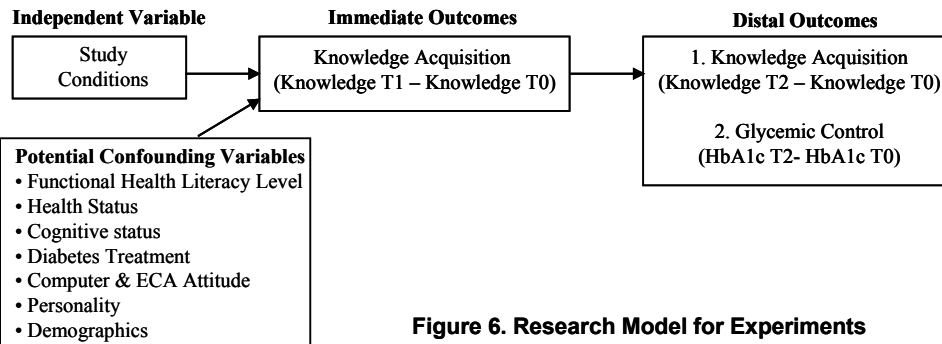 Independent Variable
Study
Conditions
Immediate Outcomes
Knowledge Acquisition
(Knowledge T1 – Knowledge T0)
Distal Outcomes
1. Knowledge Acquisition
(Knowledge T2 – Knowledge T0)
2. Glycemic Control
(HbA1c T2- HbA1c T0)
Potential Confounding Variables
• Functional Health Literacy Level
• Health Status
• Cognitive status
• Diabetes Treatment
• Computer & ECA Attitude
• Personality
• Demographics
Figure 6. Research Model for Experiments